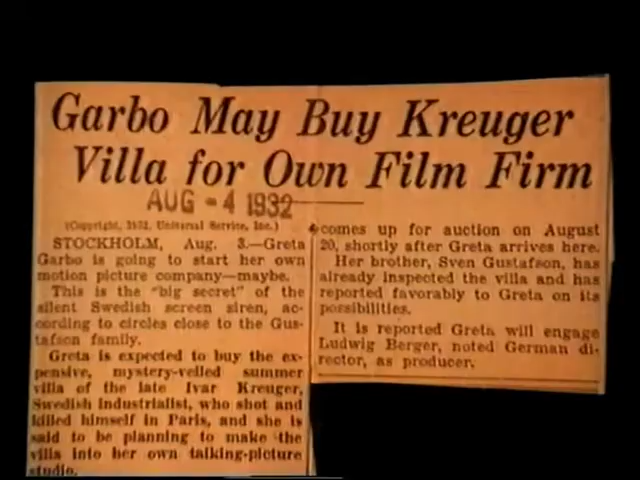 Garbo May Buy Kreuger
Villa for Own Film Firm
AUG -4 1932
(Copyright, 1932, Universal Service, Inc.)
STOCKHOLM, Aug. 3.—Greta
Garbo is going to start her own
motion picture company—maybe.
This is the "big secret" of the
silent Swedish screen siren, ac-
cording to circles close to the Gus-
tafson family.
Greta is expected to buy the ex-
pensive, mystery-veiled summer
villa of the late Ivar Kreuger,
Swedish industrialist, who shot and
killed himself in Paris, and she is
said to be planning to make the
villa into her own talking-picture
studio.
comes up for auction on August
20, shortly after Greta arrives here.
Her brother, Sven Gustafson, has
already inspected the villa and has
reported favorably to Greta on its
possibilities.
It is reported Greta will engage
Ludwig Berger, noted German di-
rector, as producer.